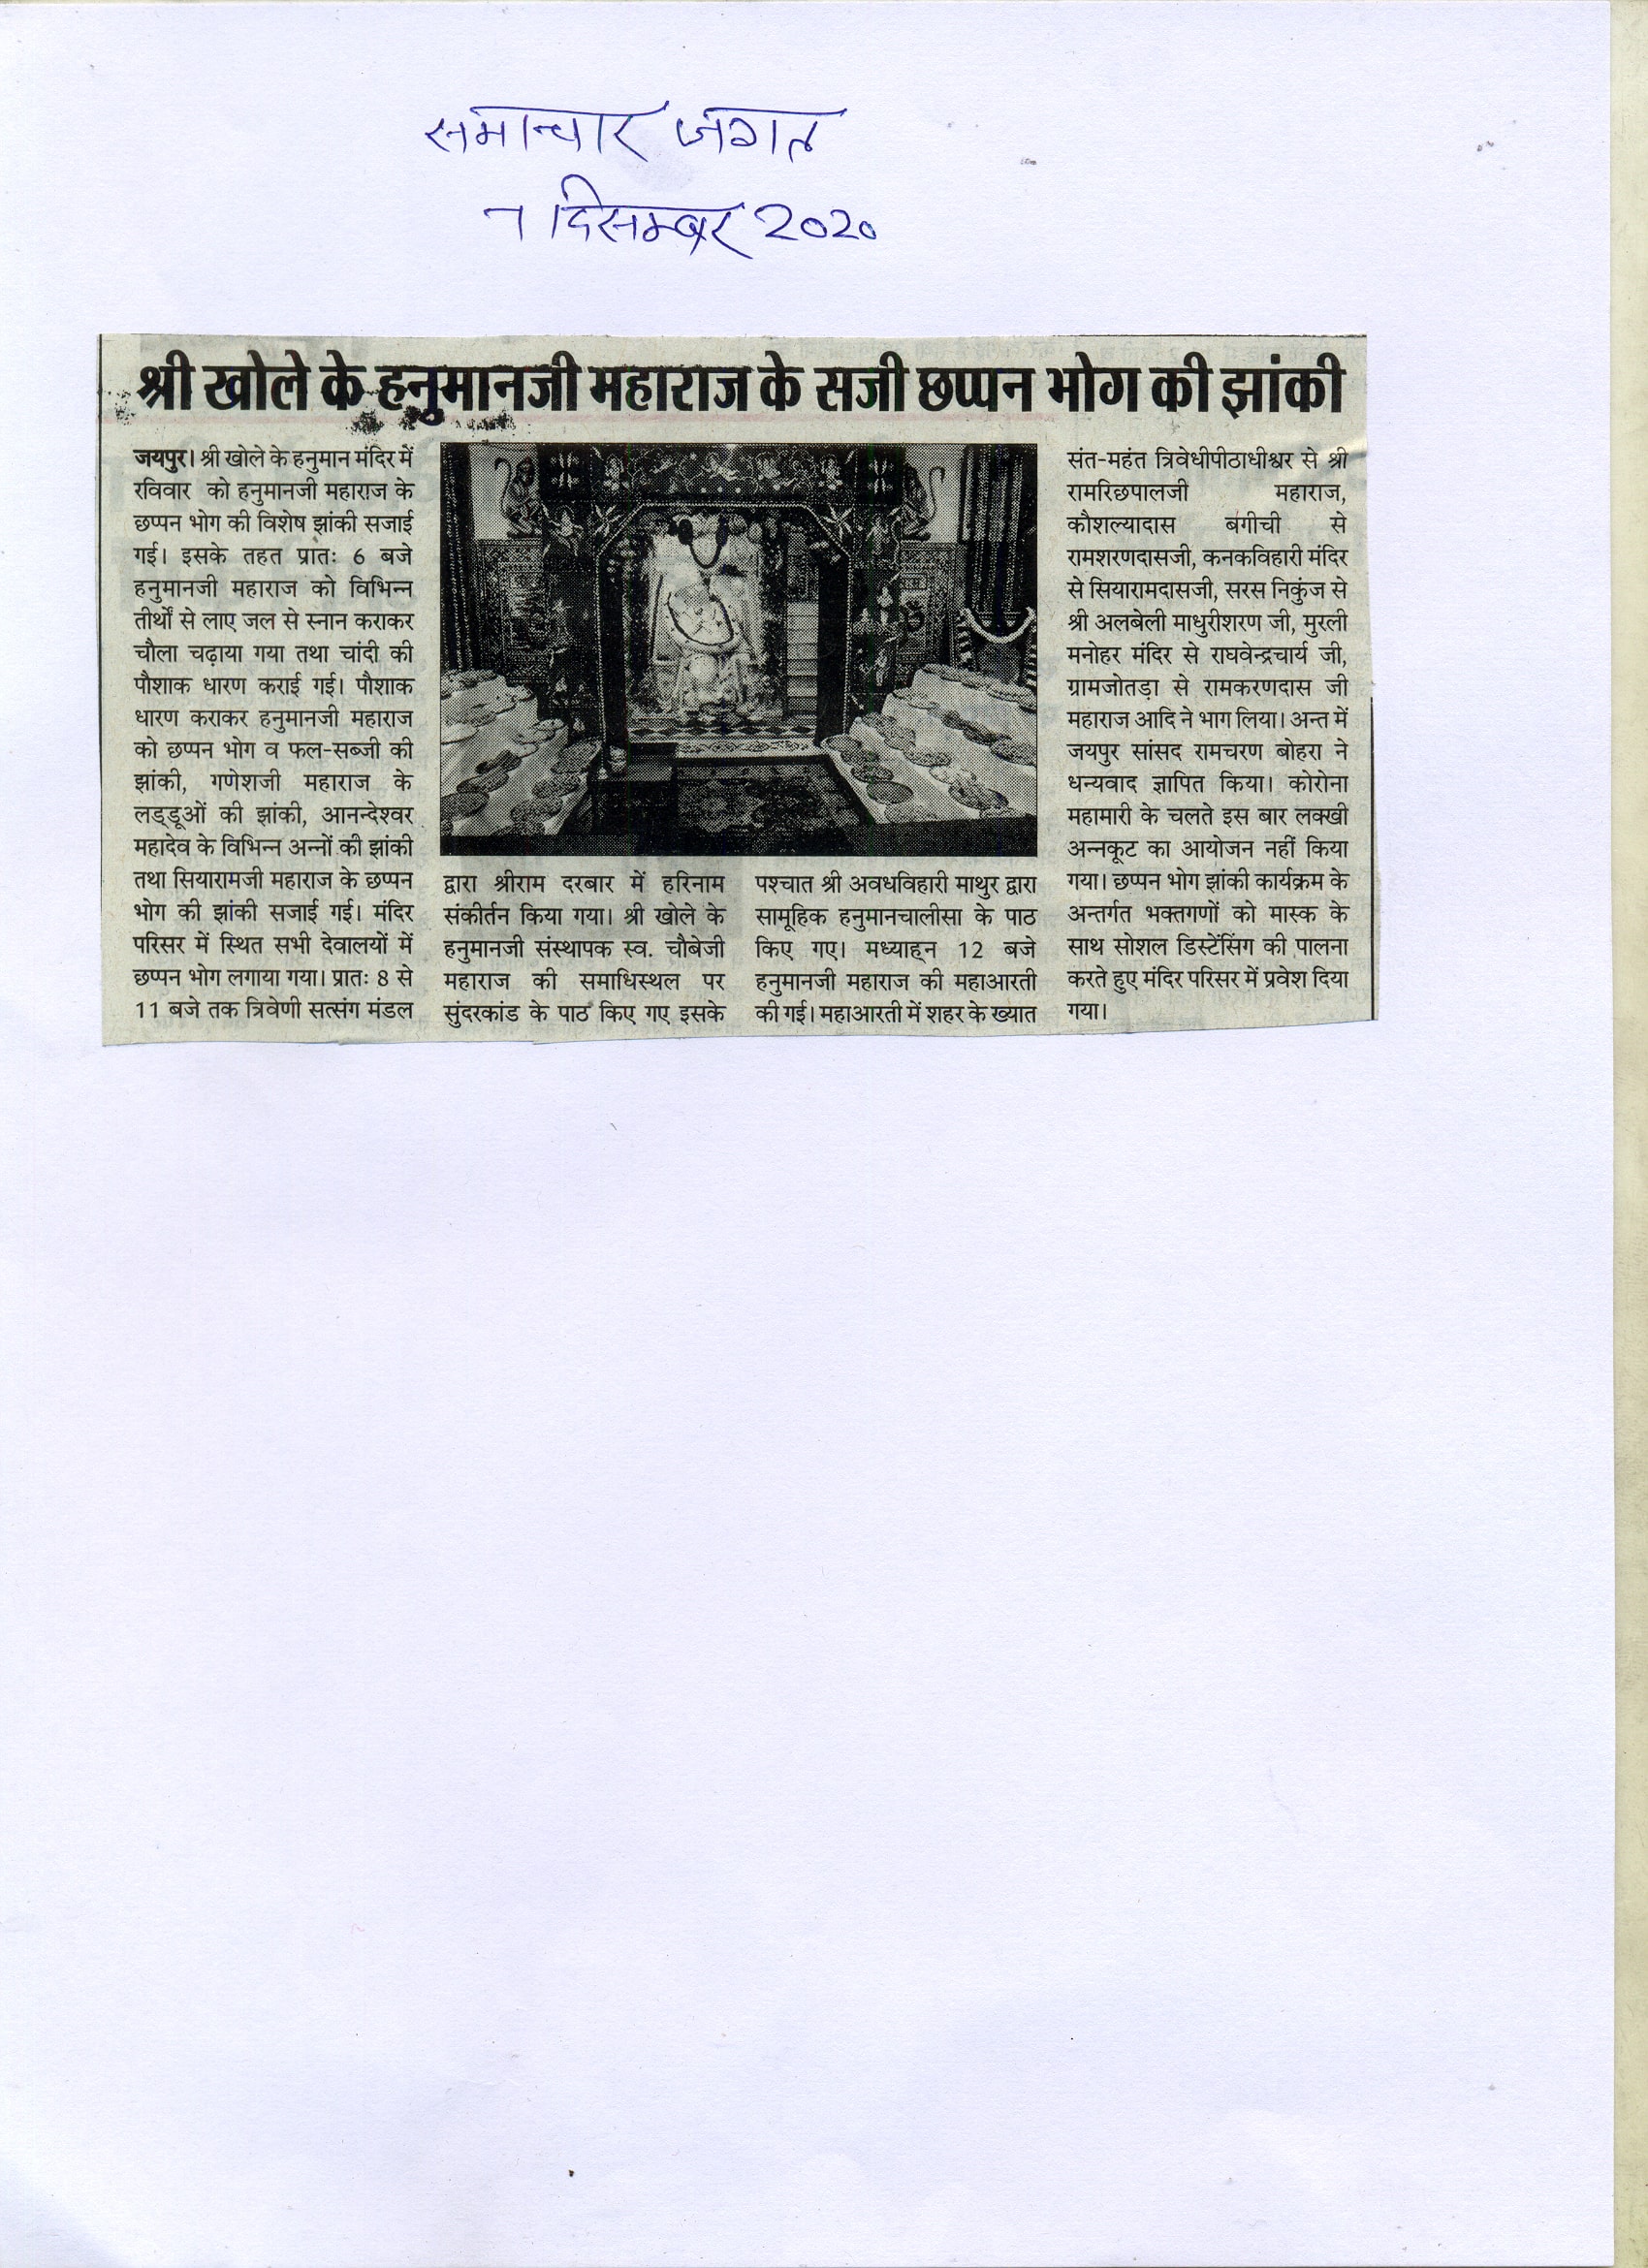 समाचार जगत
7 दिसम्बर 2020
श्री खोले के हनुमानजी महाराज के सजी छप्पन भोग की झांकी
जयपुर। श्री खोले के हनुमान मंदिर में
रविवार को हनुमानजी महाराज के
छप्पन भोग की विशेष झांकी सजाई
गई। इसके तहत प्रातः 6 बजे
हनुमानजी महाराज को विभिन्न
तीर्थों से लाए जल से स्नान कराकर
चौला चढ़ाया गया तथा चांदी की
पौशाक धारण कराई गई। पौशाक
धारण कराकर हनुमानजी महाराज
को छप्पन भोग व फल-सब्जी की
झांकी, गणेशजी महाराज के
लड्डूओं की झांकी, आनन्देश्वर
महादेव के विभिन्न अन्नों की झांकी
तथा सियारामजी महाराज के छप्पन
भोग की झांकी सजाई गई। मंदिर
परिसर में स्थित सभी देवालयों में
छप्पन भोग लगाया गया। प्रातः 8 से
11 बजे तक त्रिवेणी सत्संग मंडल
द्वारा श्रीराम दरबार में हरिनाम
संकीर्तन किया गया। श्री खोले के
हनुमानजी संस्थापक स्व. चौबेजी
महाराज की समाधिस्थल पर
सुंदरकांड के पाठ किए गए इसके
पश्चात श्री अवधविहारी माथुर द्वारा
सामूहिक हनुमानचालीसा के पाठ
किए गए। मध्याह्न 12 बजे
हनुमानजी महाराज की महाआरती
की गई। महाआरती में शहर के ख्यात
संत-महंत त्रिवेधीपीठाधीश्वर से श्री
रामरिछपालजी महाराज,
कौशल्यादास बगीची से
रामशरणदासजी, कनकविहारी मंदिर
से सियारामदासजी, सरस निकुंज से
श्री अलबेली माधुरीशरण जी, मुरली
मनोहर मंदिर से राघवेन्द्रचार्य जी,
ग्रामजोतड़ा से रामकरणदास जी
महाराज आदि ने भाग लिया। अन्त में
जयपुर सांसद रामचरण बोहरा ने
धन्यवाद ज्ञापित किया। कोरोना
महामारी के चलते इस बार लक्खी
अन्नकूट का आयोजन नहीं किया
गया। छप्पन भोग झांकी कार्यक्रम के
अन्तर्गत भक्तगणों को मास्क के
साथ सोशल डिस्टेंसिंग की पालना
करते हुए मंदिर परिसर में प्रवेश दिया
गया।